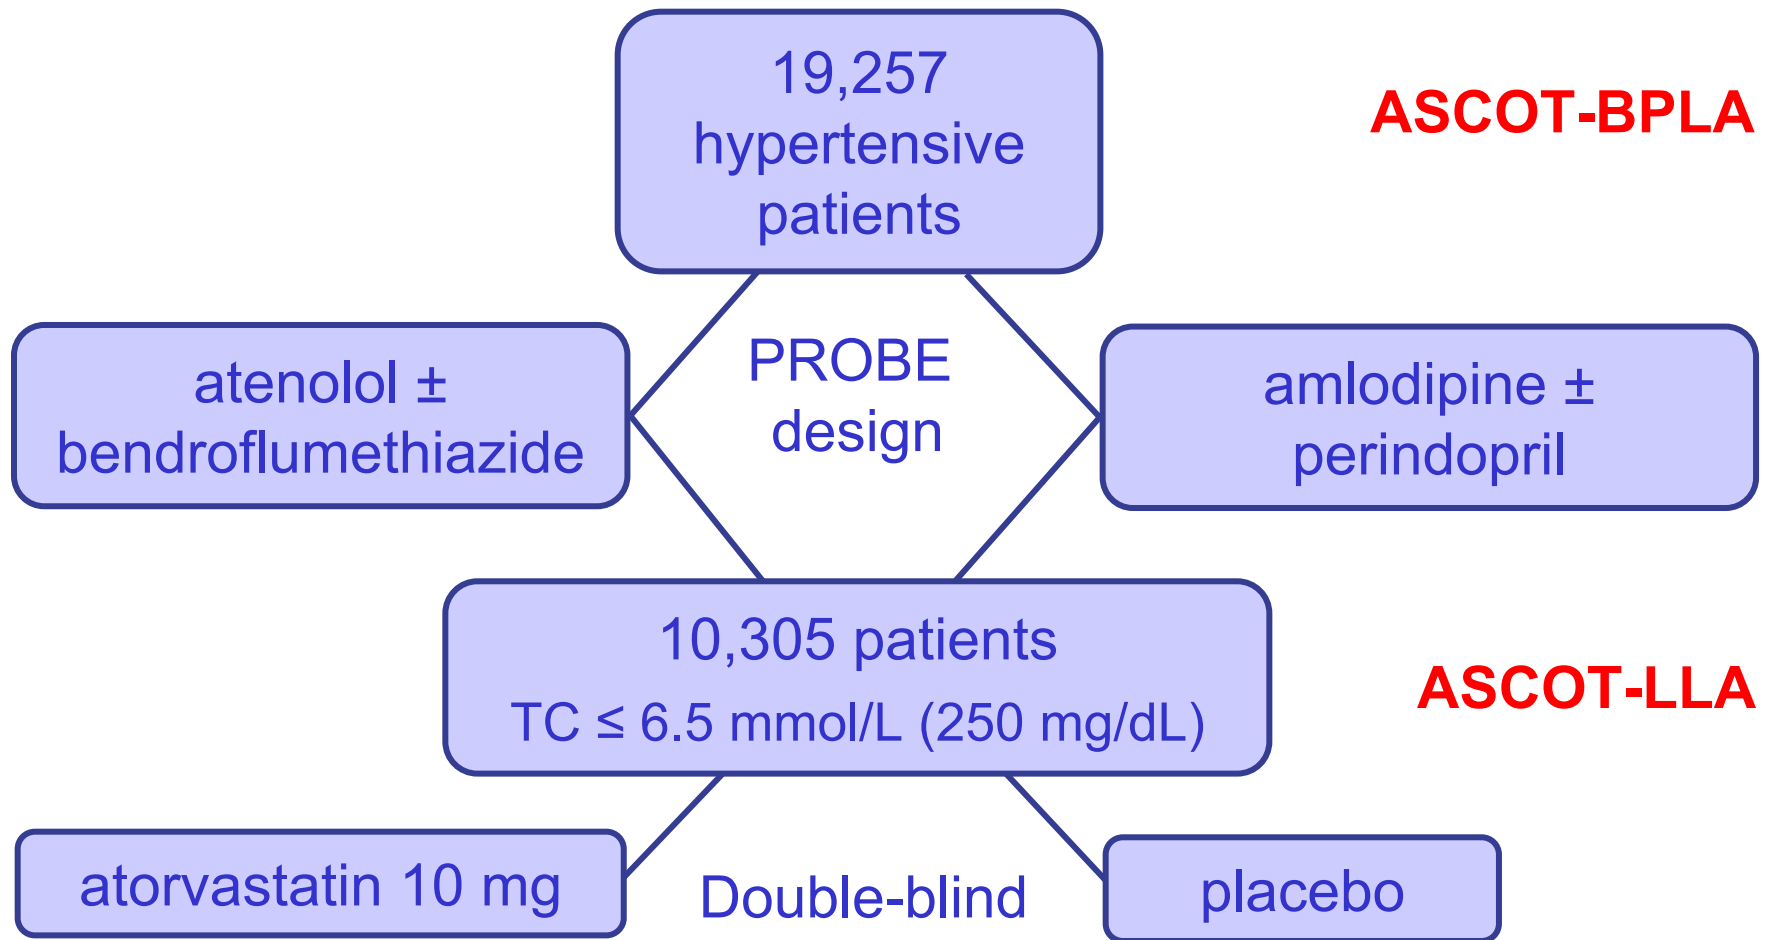 19,257
hypertensive
patients
ASCOT-BPLA
atenolol ±
bendroflumethiazide
PROBE
design
amlodipine ±
perindopril
10,305 patients
TC ≤ 6.5 mmol/L (250 mg/dL)
ASCOT-LLA
atorvastatin 10 mg
Double-blind
placebo